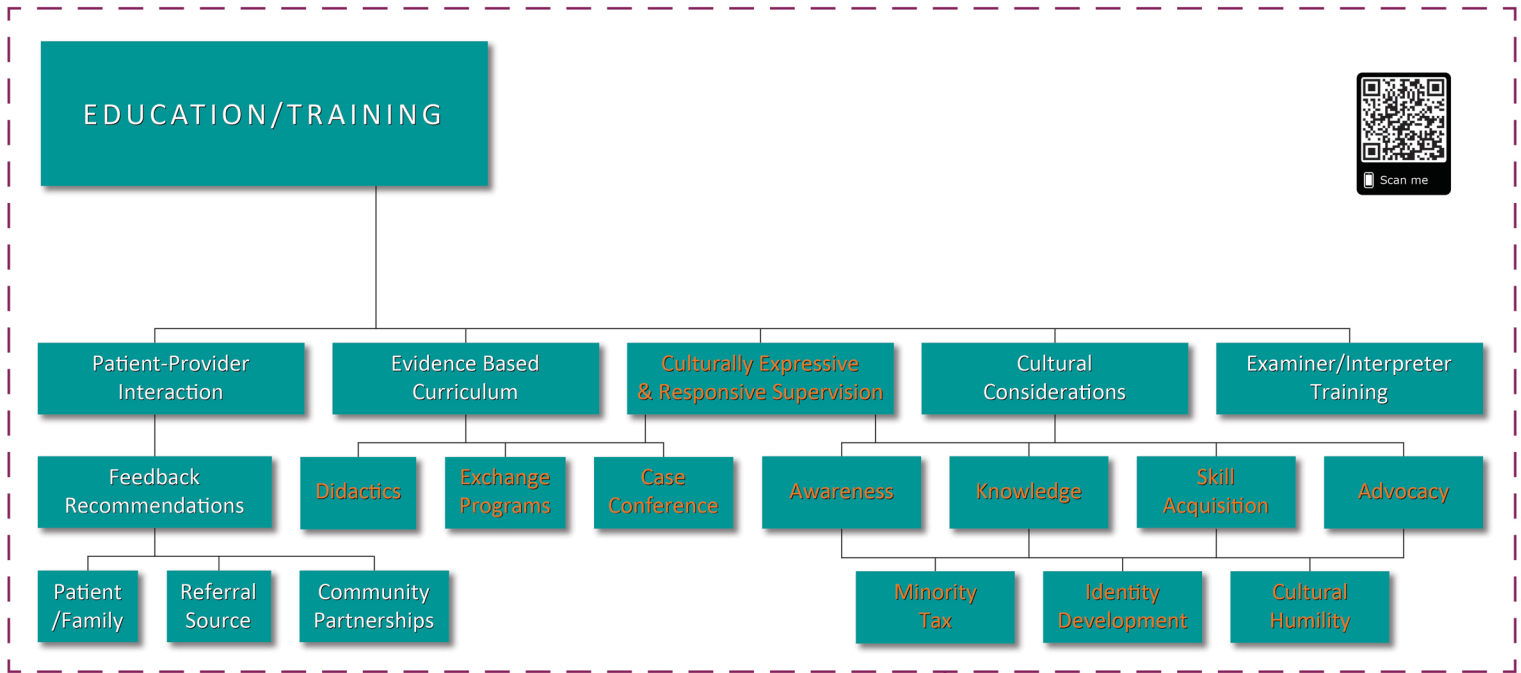 EDUCATION/TRAINING
Scan me
Patient-Provider
Interaction
Evidence Based
Curriculum
Culturally Expressive
& Responsive Supervision
Cultural
Considerations
Examiner/Interpreter
Training
Feedback
Recommendations
Didactics
Exchange
Programs
Case
Conference
Awareness
Knowledge
Skill
Acquisition
Advocacy
Patient
/Family
Referral
Source
Community
Partnerships
Minority
Tax
Identity
Development
Cultural
Humility